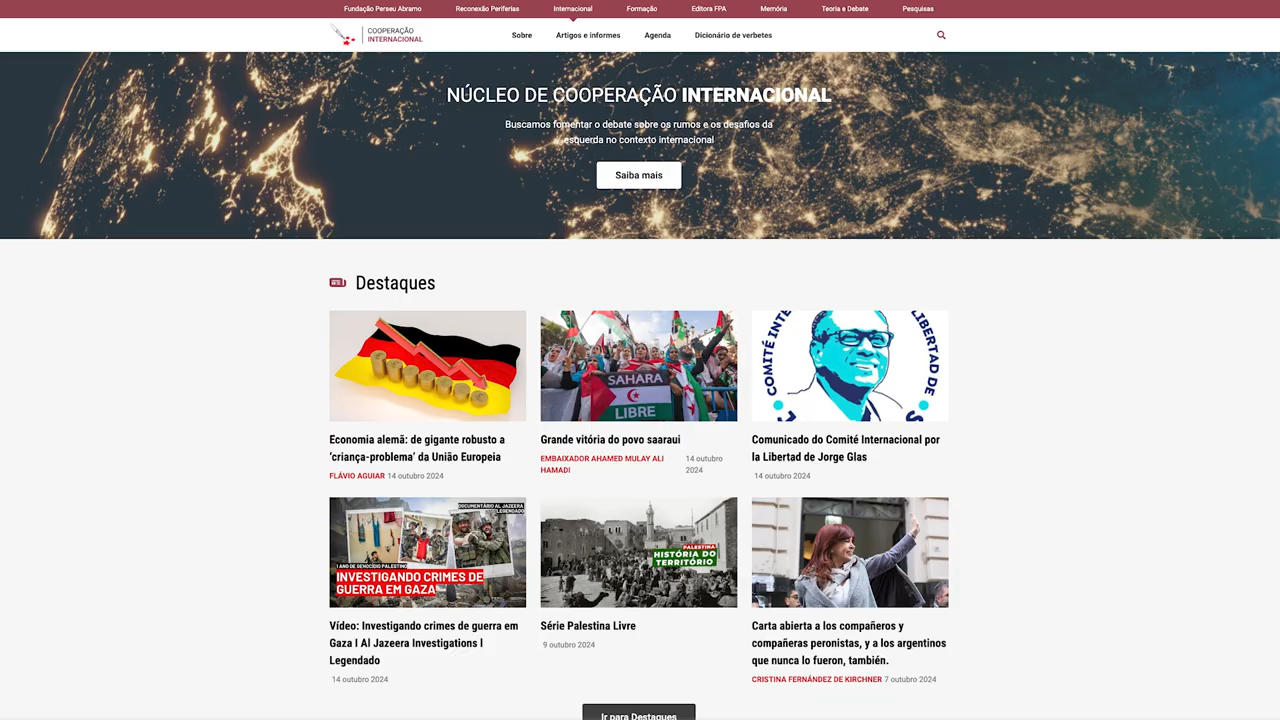 Fundação Perseu Abramo
Reconexão Periferias
Internacional
Formação
Editora FPA
Memória
Teoria e Debate
Pesquisas
COOPERAÇÃO
INTERNACIONAL
Sobre
Artigos e informes
Agenda
Dicionário de verbetes
NÚCLEO DE COOPERAÇÃO INTERNACIONAL
Buscamos fomentar o debate sobre os rumos e os desafios da
esquerda no contexto internacional
Saiba mais
Destaques
SAHARA
LIBRE
COMITÉ INTE
LIBERTAD DE
Economia alemã: de gigante robusto a
‘criança-problema’ da União Europeia
FLÁVIO AGUIAR 14 outubro 2024
Grande vitória do povo saaraui
EMBAIXADOR AHAMED MULAY ALI
HAMADI
14 outubro
2024
Comunicado do Comité Internacional por
la Libertad de Jorge Glas
14 outubro 2024
DOCUMENTÁRIO AL JAZEERA
LEGENDADO
1 ANO DE GENOCÍDIO PALESTINO
INVESTIGANDO CRIMES DE
GUERRA EM GAZA
PALESTINA
HISTÓRIA DO
TERRITÓRIO
Vídeo: Investigando crimes de guerra em
Gaza I Al Jazeera Investigations I
Legendado
14 outubro 2024
Série Palestina Livre
9 outubro 2024
Carta abierta a los compañeros y
compañeras peronistas, y a los argentinos
que nunca lo fueron, también.
CRISTINA FERNÁNDEZ DE KIRCHNER 7 outubro 2024
Ir para Destaques